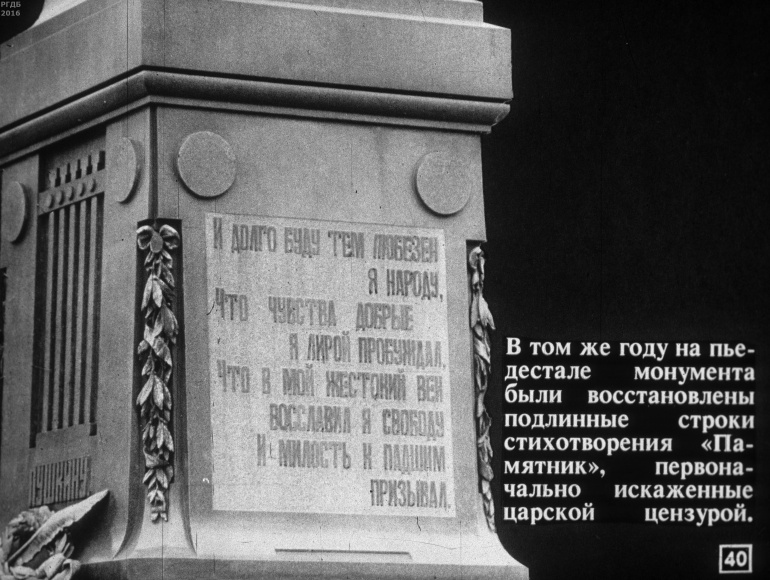 РГДБ
2016
И ДОЛГО БУДУ ТЕМ ЛЮБЕЗЕН
Я НАРОДУ,
ЧТО ЧУВСТВА ДОБРЫЕ
Я ЛИРОЙ ПРОБУЖДАЛ,
ЧТО В МОЙ ЖЕСТОКИЙ ВЕК
ВОССЛАВИЛ Я СВОБОДУ
И МИЛОСТЬ К ПАДШИМ
ПРИЗЫВАЛ.
ПУШКИНУ
В том же году на пье-
дестале монумента
были восстановлены
подлинные строки
стихотворения «Па-
мятник», первона-
чально искаженные
царской цензурой.
40